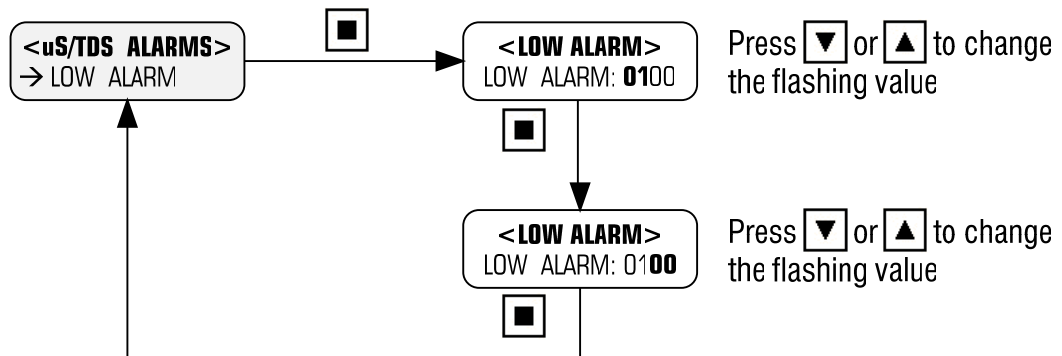 <uS/TDS ALARMS>
→ LOW ALARM
<LOW ALARM>
LOW ALARM: 0100
Press ▼ or ▲ to change
the flashing value
<LOW ALARM>
LOW ALARM: 0100
Press ▼ or ▲ to change
the flashing value